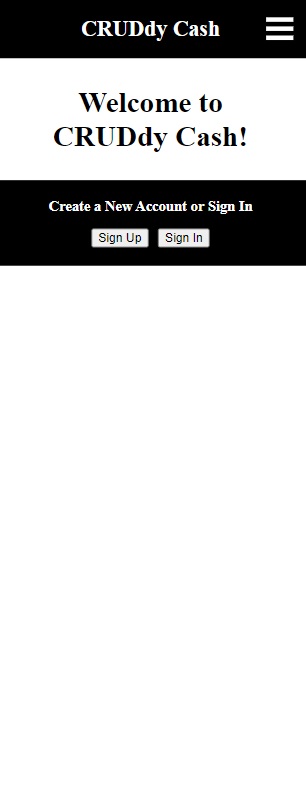 CRUDdy Cash
Welcome to
CRUDdy Cash!
Create a New Account or Sign In
Sign Up Sign In